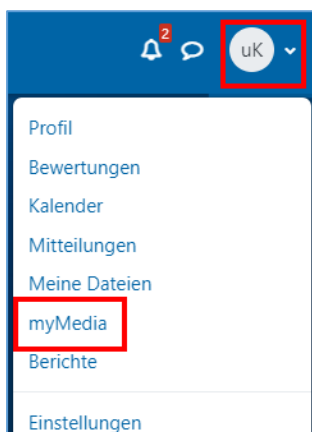 2
uK
Profil
Bewertungen
Kalender
Mitteilungen
Meine Dateien
myMedia
Berichte
Einstellungen